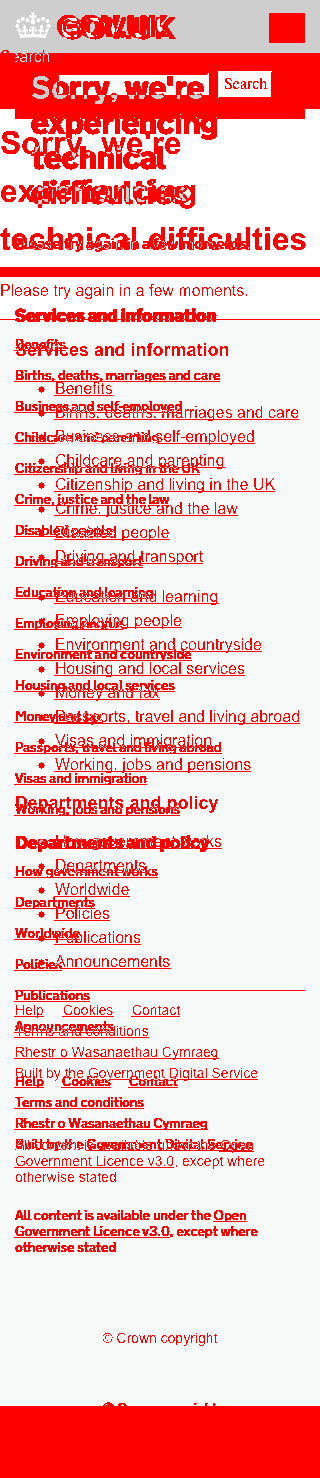 GOV.UK
Search
Search
Sorry, we're
experiencing
technical
difficulties
Sorry, we're
experiencing
technical difficulties
Please try again in a few moments.
Please try again in a few moments.
Services and information
Benefits
Services and information
Births, deaths, marriages and care
Benefits
Business and self-employed
Births, deaths, marriages and care
Childcare and parenting
Business and self-employed
Childcare and parenting
Citizenship and living in the UK
Citizenship and living in the UK
Crime, justice and the law
Crime, justice and the law
Disabled people
Disabled people
Driving and transport
Driving and transport
Education and learning
Education and learning
Employing people
Employing people
Environment and countryside
Environment and countryside
Housing and local services
Housing and local services
Money and tax
Money and tax
Passports, travel and living abroad
Visas and immigration
Passports, travel and living abroad
Working, jobs and pensions
Visas and immigration
Departments and policy
Working, jobs and pensions
Departments and policy
How government works
Departments
How government works
Worldwide
Departments
Policies
Worldwide
Publications
Announcements
Policies
Publications
Help Cookies Contact
Announcements
Terms and conditions
Rhestr o Wasanaethau Cymraeg
Built by the Government Digital Service
Help Cookies Contact
Terms and conditions
Rhestr o Wasanaethau Cymraeg
Built by the Government Digital Service
All content is available under the Open
Government Licence v3.0, except where
otherwise stated
All content is available under the Open
Government Licence v3.0, except where
otherwise stated
© Crown copyright